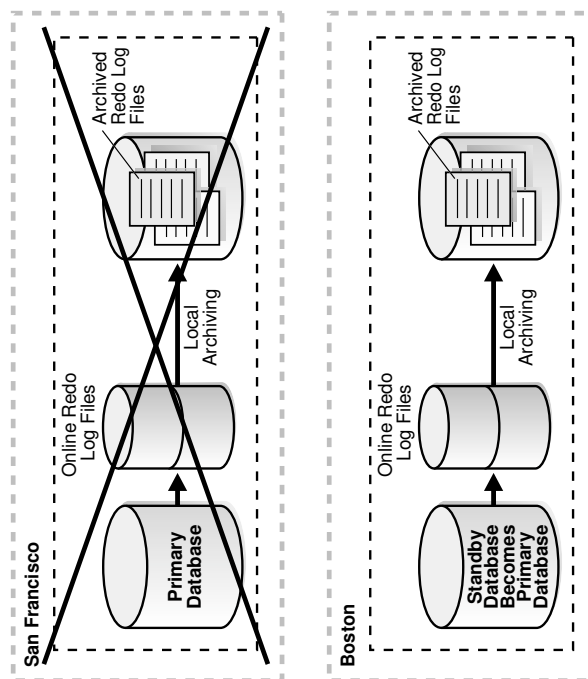 San Francisco
Primary
Database
Online Redo
Log Files
Local
Archiving
Archived
Redo Log
Files
Boston
Standby
Database
Becomes
Primary
Database
Online Redo
Log Files
Local
Archiving
Archived
Redo Log
Files